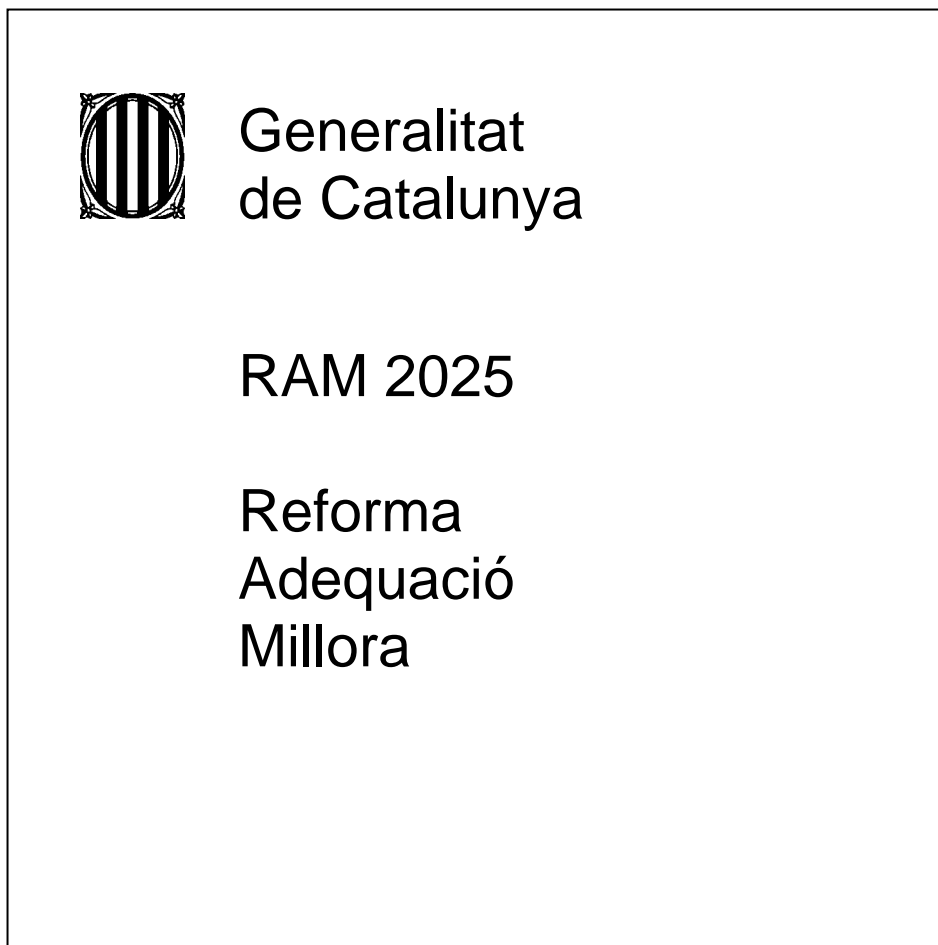 Generalitat
de Catalunya
RAM 2025
Reforma
Adequació
Millora